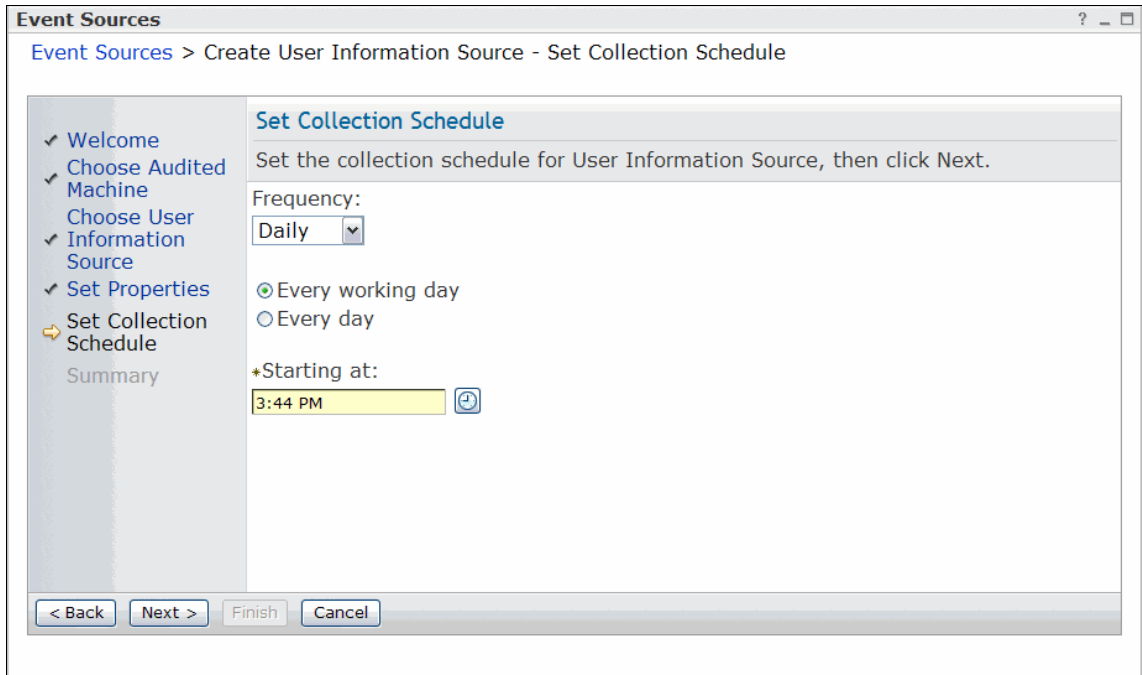 Event Sources
?
Event Sources > Create User Information Source - Set Collection Schedule
Welcome
Choose Audited
Machine
Choose User
Information
Source
Set Properties
Set Collection
Schedule
Summary
Set Collection Schedule
Set the collection schedule for User Information Source, then click Next.
Frequency:
Daily
Every working day
Every day
*Starting at:
3:44 PM
< Back
Next >
Finish
Cancel